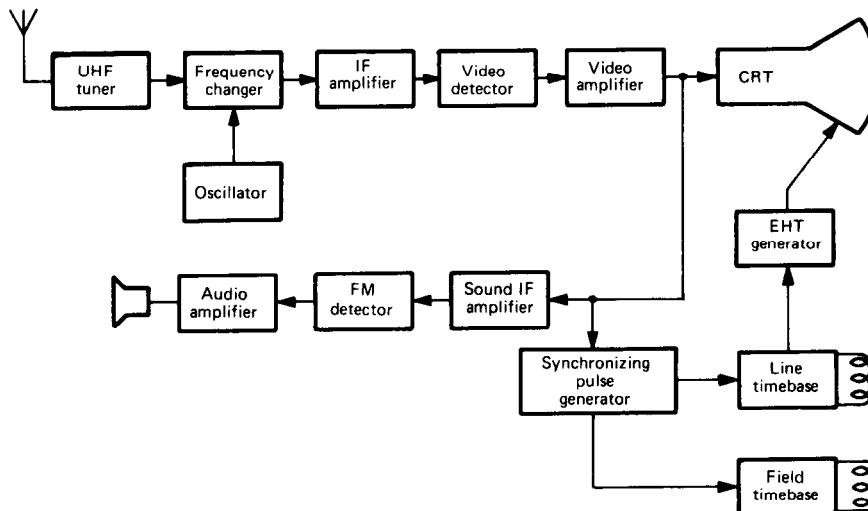 UHF
tuner
Frequency
changer
IF
amplifier
Video
detector
Video
amplifier
CRT
Oscillator
EHT
generator
Audio
amplifier
FM
detector
Sound IF
amplifier
Synchronizing
pulse
generator
Line
timebase
Field
timebase